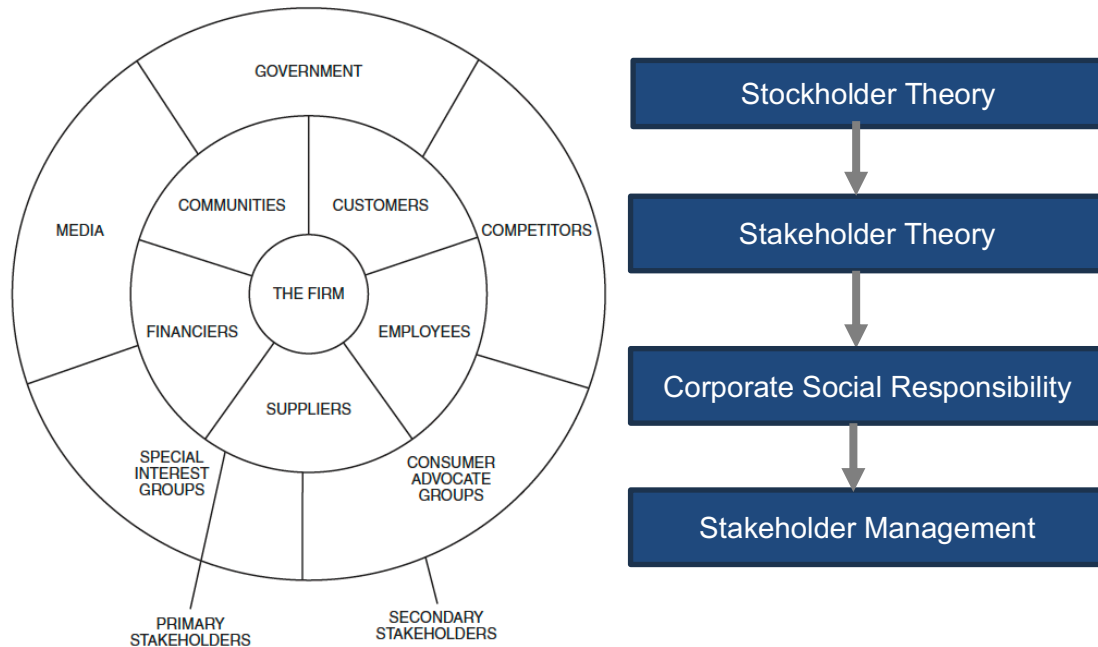 GOVERNMENT
COMMUNITIES
CUSTOMERS
MEDIA
COMPETITORS
THE FIRM
FINANCIERS
EMPLOYEES
SUPPLIERS
SPECIAL
INTEREST
GROUPS
CONSUMER
ADVOCATE
GROUPS
PRIMARY
STAKEHOLDERS
SECONDARY
STAKEHOLDERS
Stockholder Theory
Stakeholder Theory
Corporate Social Responsibility
Stakeholder Management